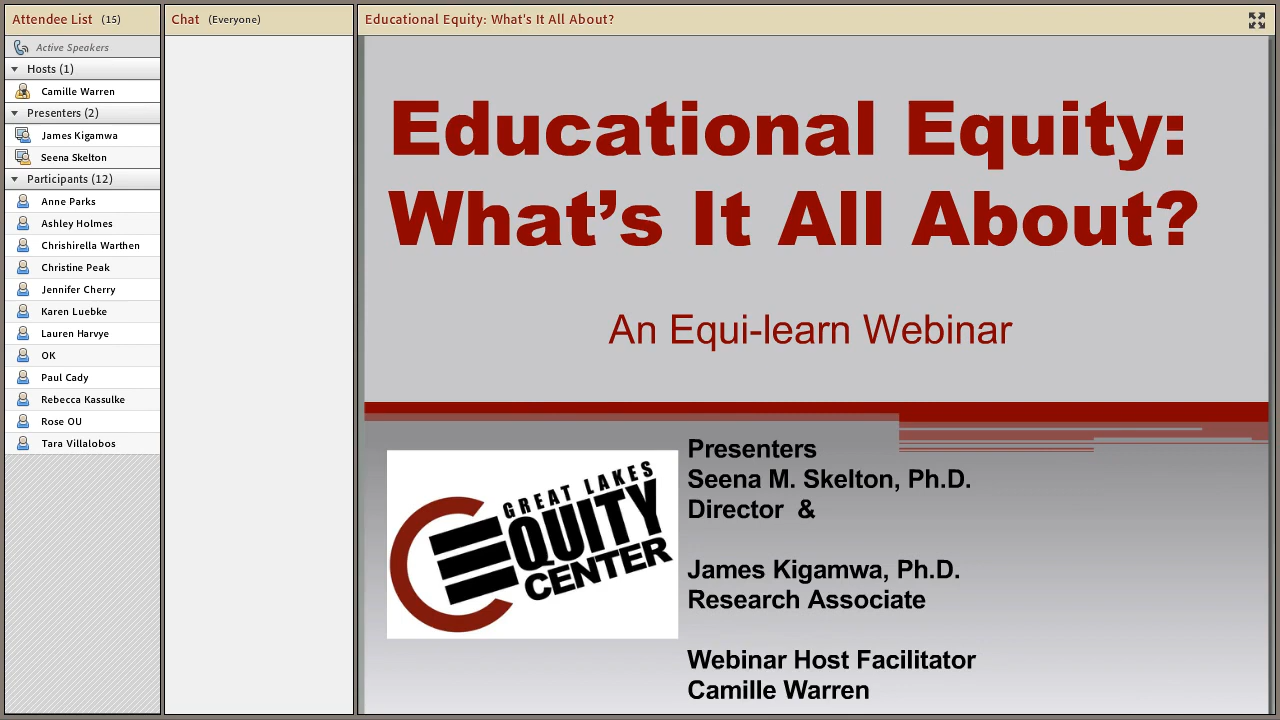 Attendee List (15)
Active Speakers
Hosts (1)
Camille Warren
Presenters (2)
James Kigamwa
Seena Skelton
Participants (12)
Anne Parks
Ashley Holmes
Chrishirella Warthen
Christine Peak
Jennifer Cherry
Karen Luebke
Lauren Harvye
OK
Paul Cady
Rebecca Kassulke
Rose OU
Tara Villalobos
Chat (Everyone)
Educational Equity: What's It All About?
Educational Equity:
What’s It All About?
An Equi-learn Webinar
GREAT LAKES
EQUITY
CENTER
Presenters
Seena M. Skelton, Ph.D.
Director &
James Kigamwa, Ph.D.
Research Associate
Webinar Host Facilitator
Camille Warren